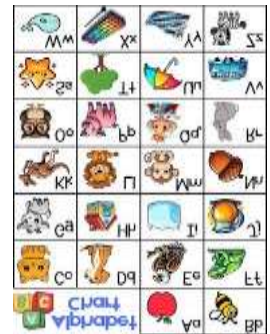 A
B C
Alphabet
Chart
Aa Bb
Cc Dd Ee Ff
Gg Hh Ii Jj
Kk Ll Mm Nn
Oo Pp Qq Rr
Ss Tt Uu Vv
Ww Xx Yy Zz